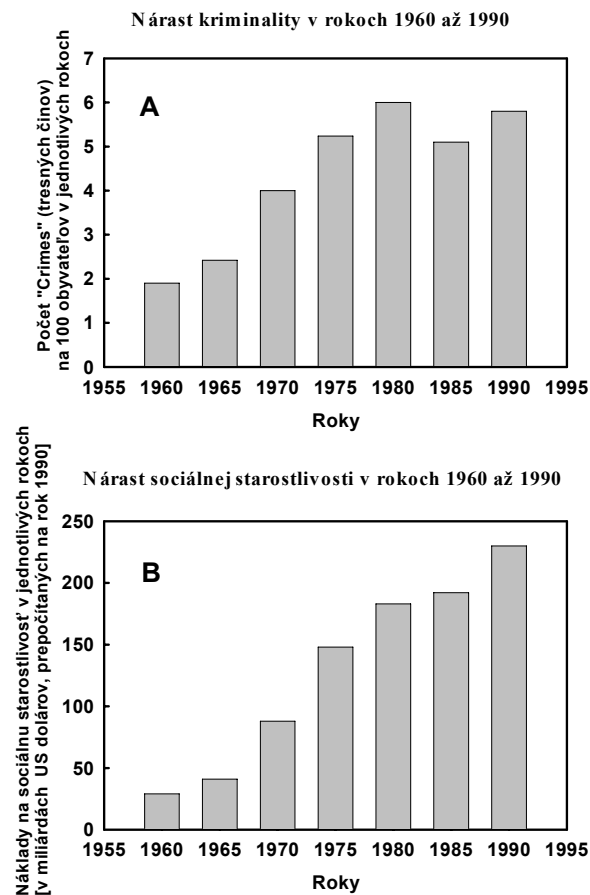 Nárast kriminality v rokoch 1960 až 1990
Počet "Crimes" (tresných činov)
na 100 obyvateľov v jednotlivých rokoch
7
6
5
4
3
2
1
0
A
1955 1960 1965 1970 1975 1980 1985 1990 1995
Roky
Nárast sociálnej starostlivosti v rokoch 1960 až 1990
Náklady na sociálnu starostlivosť v jednotlivých rokoch
[v miliárdách US dolárov, prepočítaných na rok 1990]
250
200
150
100
50
0
B
1955 1960 1965 1970 1975 1980 1985 1990 1995
Roky